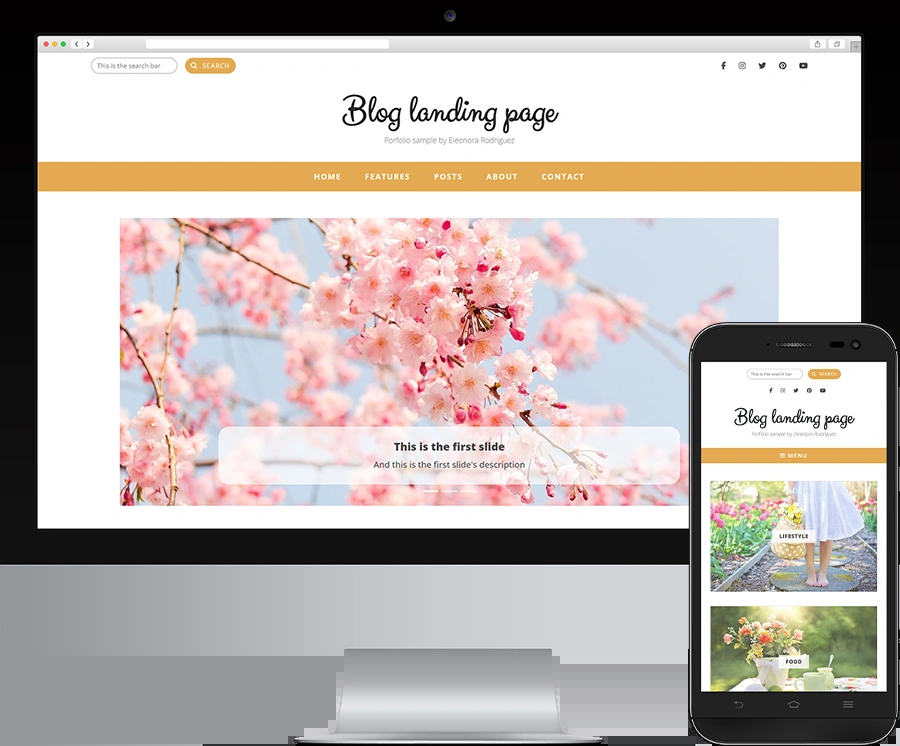 This is the search bar
SEARCH
Blog landing page
Porfolio sample by Eleonora Rodriguez
HOME FEATURES POSTS ABOUT CONTACT
This is the first slide
And this is the first slide's description
This is the search bar
SEARCH
Blog landing page
Porfolio sample by Eleonora Rodriguez
MENU
LIFESTYLE
FOOD